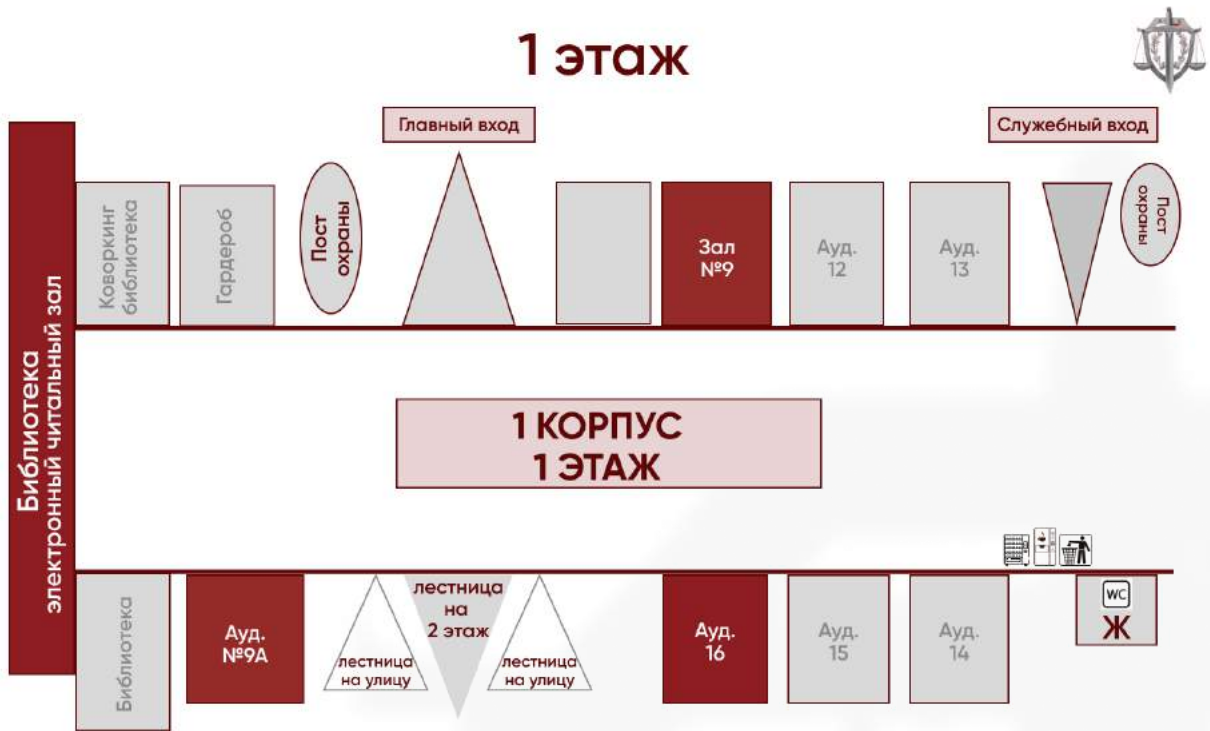 1 этаж
Главный вход
Служебный вход
Библиотека
электронный читальный зал
Коворкинг
библиотека
Гардероб
Пост
охраны
Зал
№9
Ауд.
12
Ауд.
13
Пост
охраны
1 КОРПУС
1 ЭТАЖ
Библиотека
Ауд.
№9А
лестница
на улицу
лестница
на
2 этаж
лестница
на улицу
Ауд.
16
Ауд.
15
Ауд.
14
WC
Ж